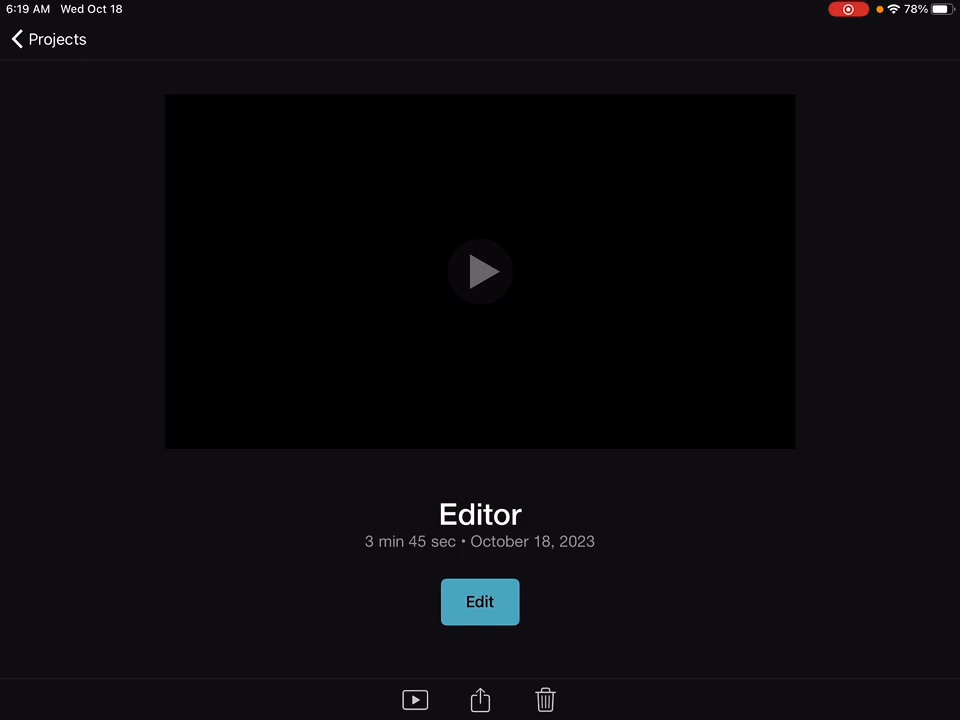 6:19 AM Wed Oct 18 78%
Projects
Editor
3 min 45 sec • October 18, 2023
Edit